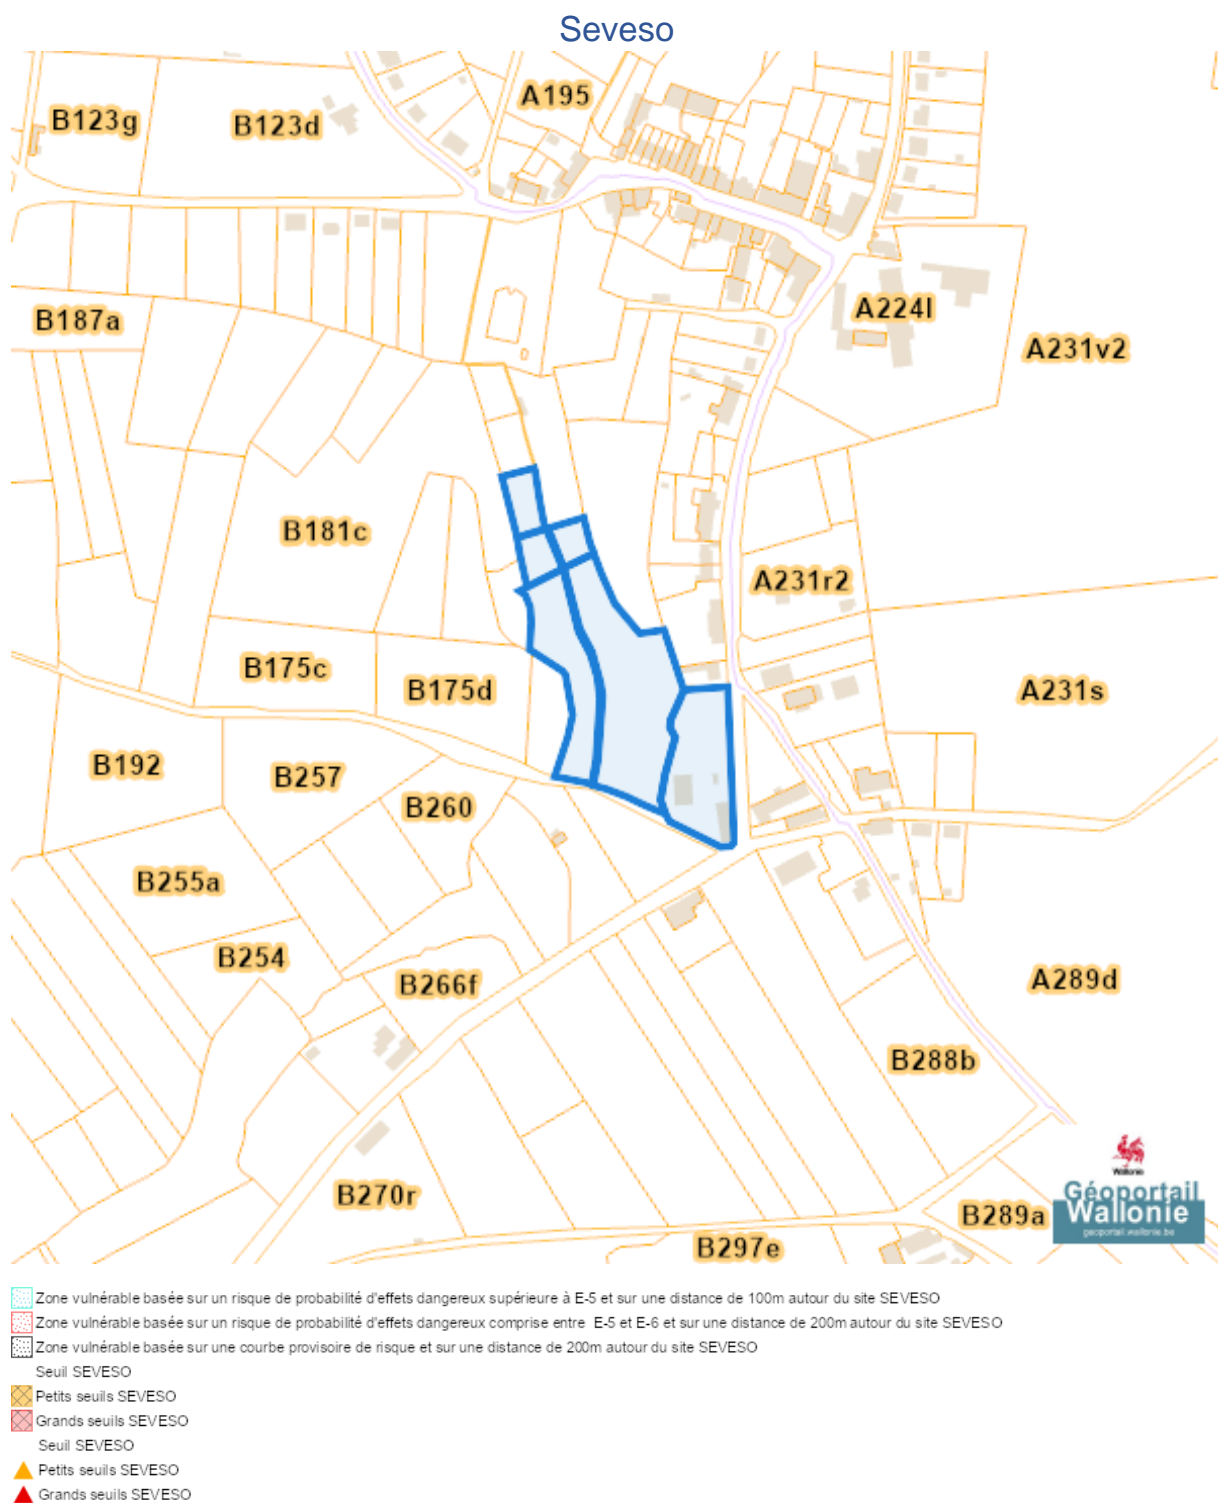 Seveso
A195
B123g
B123d
B187a
A224l
A231v2
B181c
A231r2
B175c
B175d
A231s
B192
B257
B260
B255a
B254
B266f
A289d
B288b
B270r
B289a
B297e
Wallonie
Géoportail
Wallonie
geoportail.wallonie.be
Zone vulnérable basée sur un risque de probabilité d'effets dangereux supérieure à E-5 et sur une distance de 100m autour du site SEVESO
Zone vulnérable basée sur un risque de probabilité d'effets dangereux comprise entre E-5 et E-6 et sur une distance de 200m autour du site SEVESO
Zone vulnérable basée sur une courbe provisoire de risque et sur une distance de 200m autour du site SEVESO
Seuil SEVESO
Petits seuils SEVESO
Grands seuils SEVESO
Seuil SEVESO
Petits seuils SEVESO
Grands seuils SEVESO